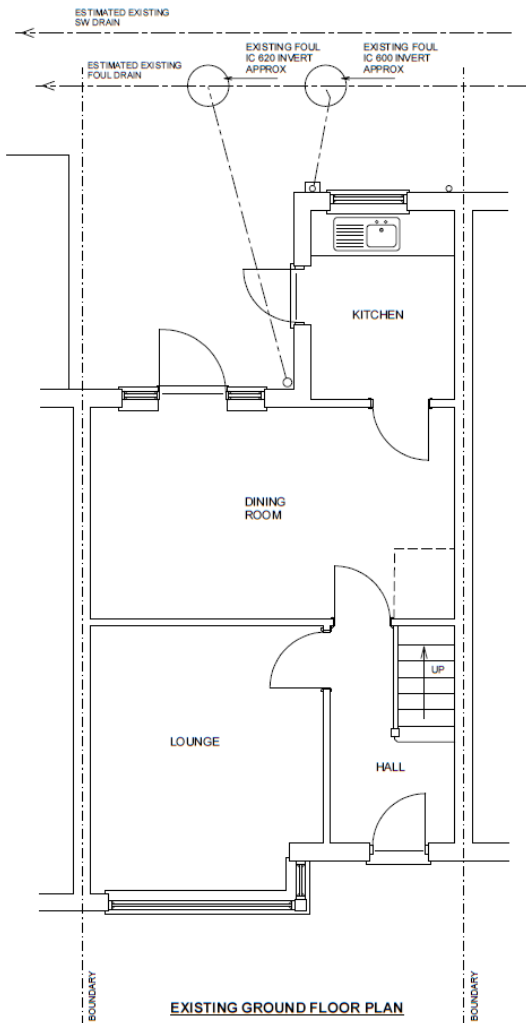 ESTIMATED EXISTING
SW DRAIN
ESTIMATED EXISTING
FOUL DRAIN
EXISTING FOUL
IC 620 INVERT
APPROX
EXISTING FOUL
IC 600 INVERT
APPROX
KITCHEN
DINING
ROOM
UP
LOUNGE
HALL
BOUNDARY
BOUNDARY
EXISTING GROUND FLOOR PLAN